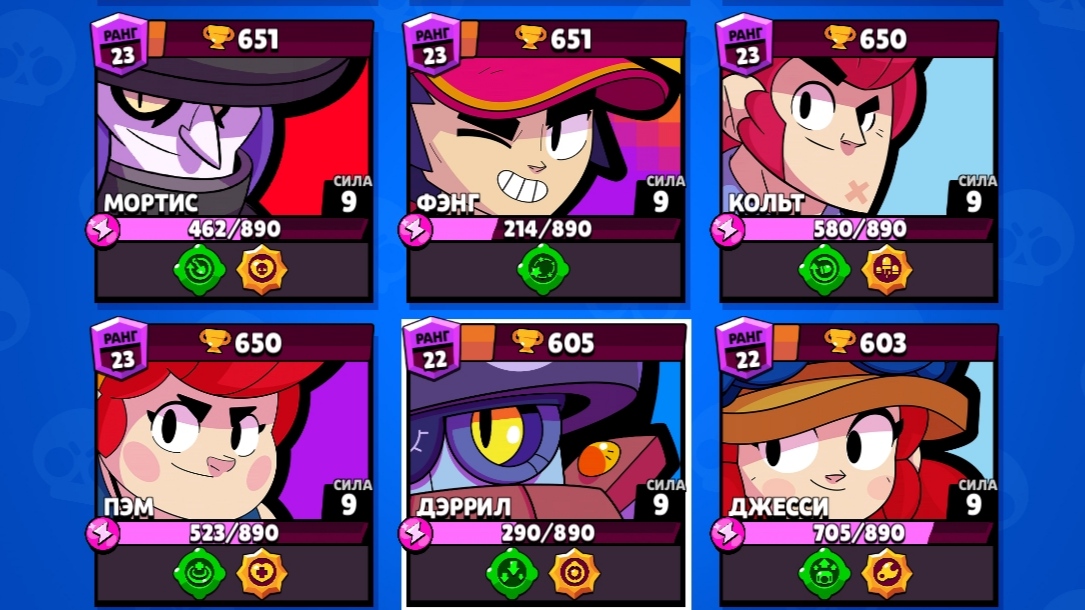 РАНГ
23
651
МОРТИС
СИЛА
9
462/890
РАНГ
23
651
ФЭНГ
СИЛА
9
214/890
РАНГ
23
650
КОЛЬТ
СИЛА
9
580/890
РАНГ
23
650
ПЭМ
СИЛА
9
523/890
РАНГ
22
605
ДЭРРИЛ
СИЛА
9
290/890
РАНГ
22
603
ДЖЕССИ
СИЛА
9
705/890